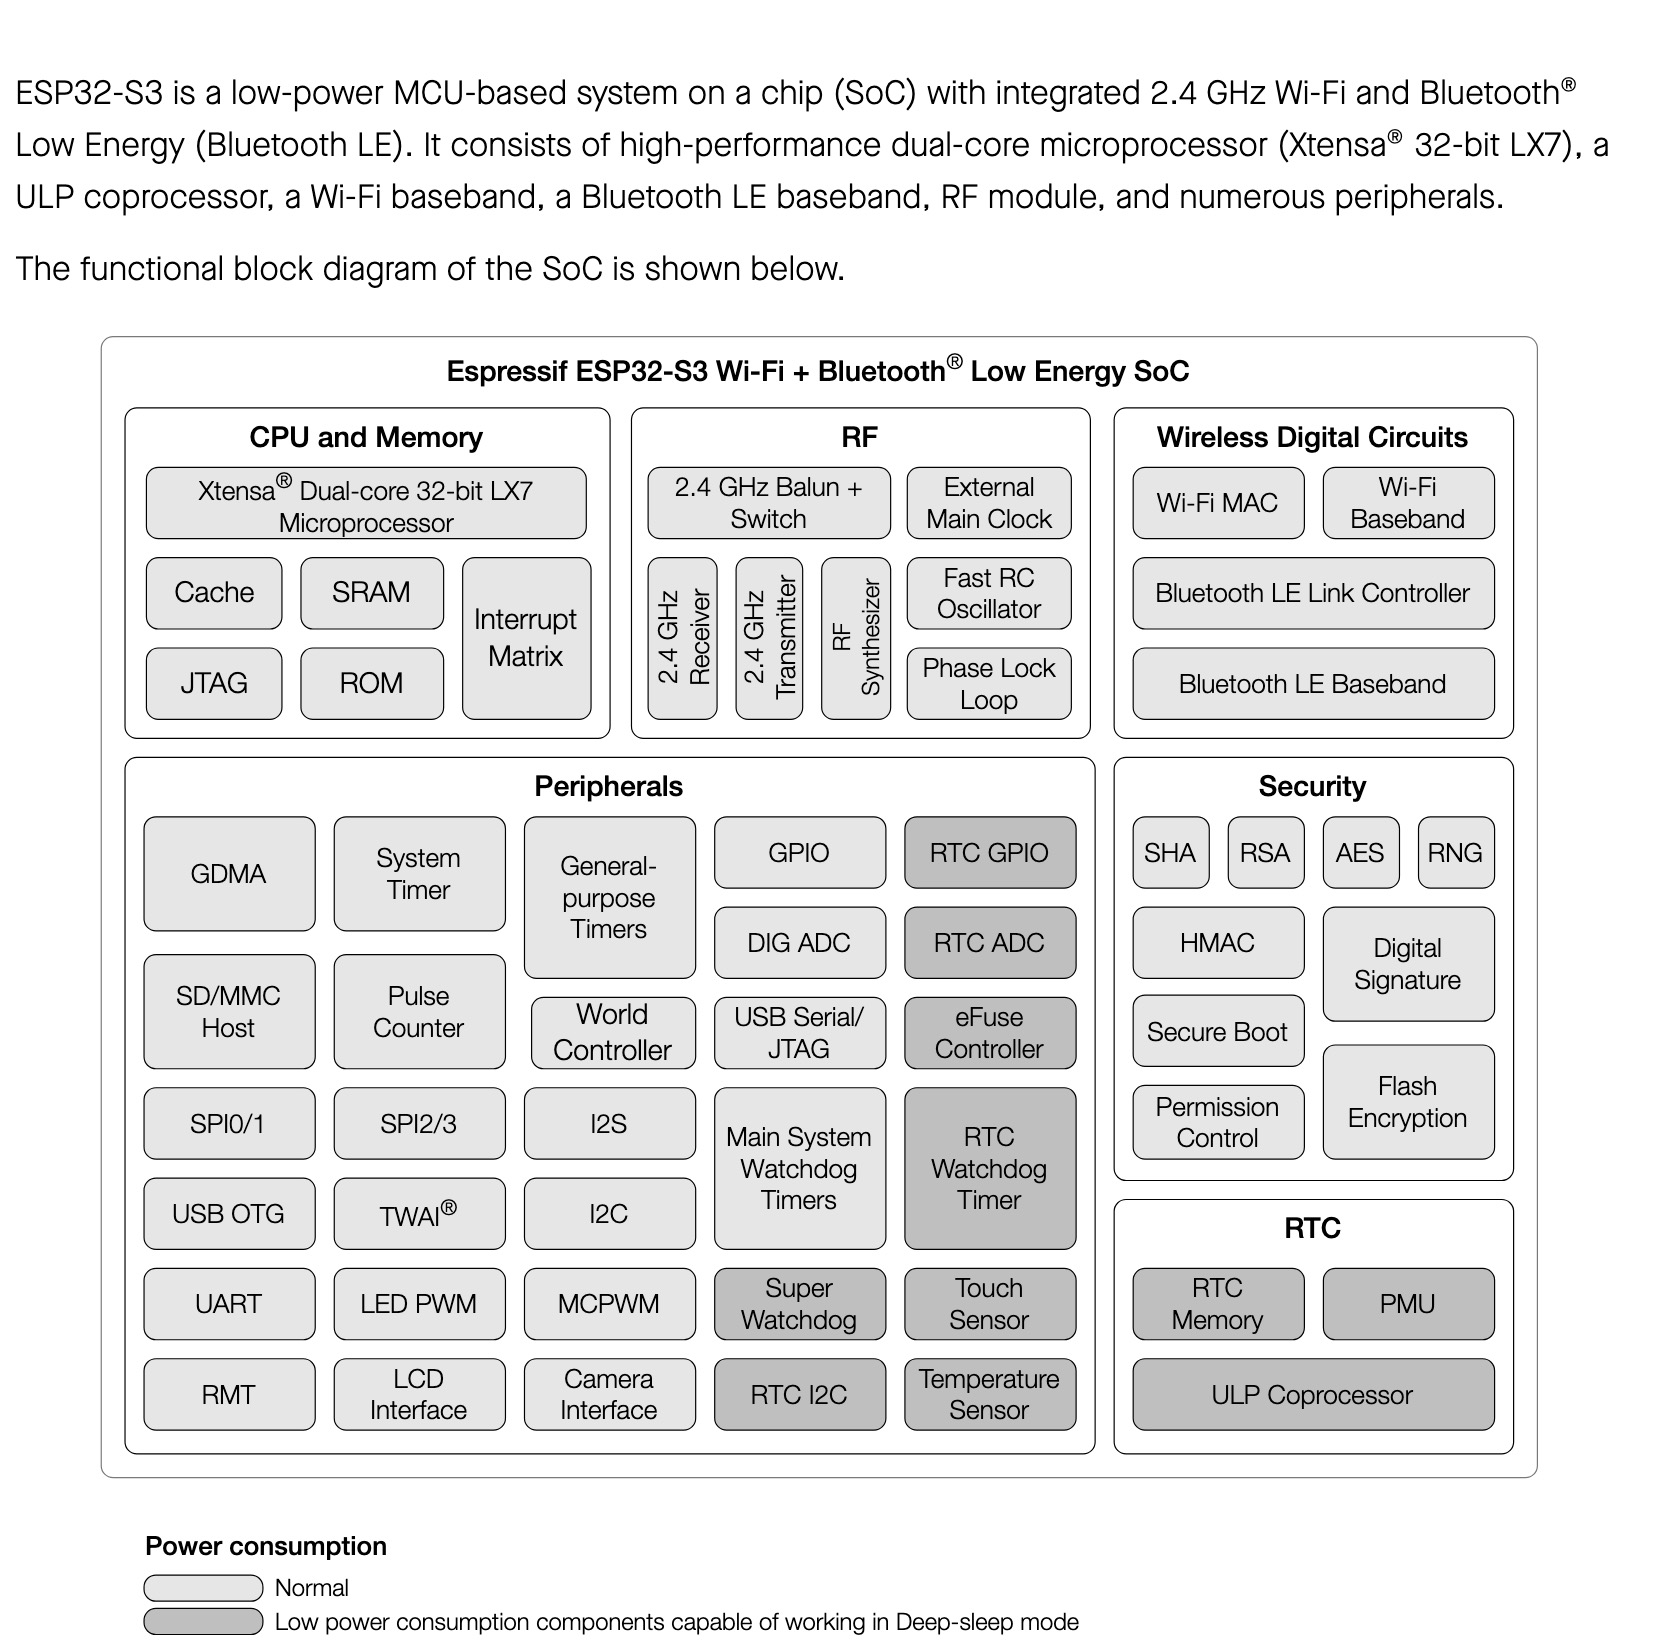 ESP32-S3 is a low-power MCU-based system on a chip (SoC) with integrated 2.4 GHz Wi-Fi and Bluetooth®
Low Energy (Bluetooth LE). It consists of high-performance dual-core microprocessor (Xtensa® 32-bit LX7), a
ULP coprocessor, a Wi-Fi baseband, a Bluetooth LE baseband, RF module, and numerous peripherals.
The functional block diagram of the SoC is shown below.
Espressif ESP32-S3 Wi-Fi + Bluetooth® Low Energy SoC
CPU and Memory
Xtensa® Dual-core 32-bit LX7
Microprocessor
Cache
SRAM
Interrupt
Matrix
JTAG
ROM
RF
2.4 GHz Balun +
Switch
External
Main Clock
2.4 GHz
Receiver
2.4 GHz
Transmitter
RF
Synthesizer
Fast RC
Oscillator
Phase Lock
Loop
Wireless Digital Circuits
Wi-Fi MAC
Wi-Fi
Baseband
Bluetooth LE Link Controller
Bluetooth LE Baseband
Peripherals
GDMA
System
Timer
General-
purpose
Timers
GPIO
RTC GPIO
DIG ADC
RTC ADC
SD/MMC
Host
Pulse
Counter
World
Controller
USB Serial/
JTAG
eFuse
Controller
SPI0/1
SPI2/3
I2S
Main System
Watchdog
Timers
RTC
Watchdog
Timer
USB OTG
TWAI®
I2C
UART
LED PWM
MCPWM
Super
Watchdog
Touch
Sensor
RMT
LCD
Interface
Camera
Interface
RTC I2C
Temperature
Sensor
Security
SHA
RSA
AES
RNG
HMAC
Digital
Signature
Secure Boot
Flash
Encryption
Permission
Control
RTC
RTC
Memory
PMU
ULP Coprocessor
Power consumption
Normal
Low power consumption components capable of working in Deep-sleep mode